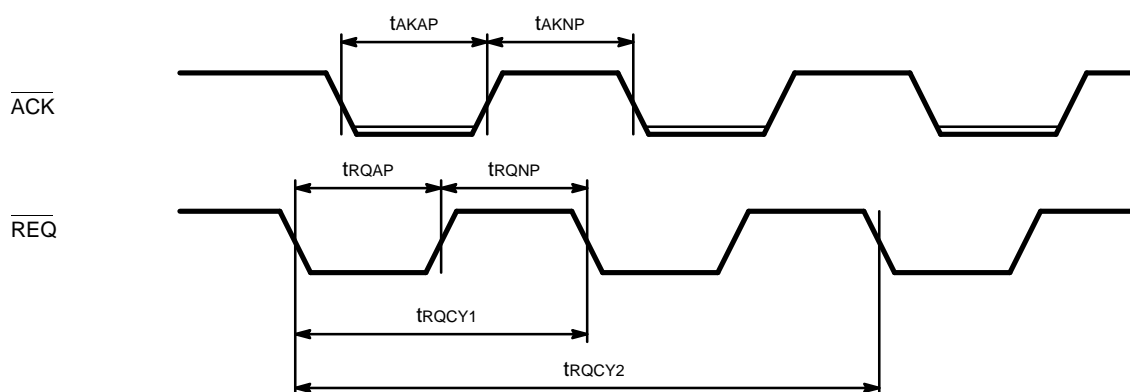 tAKAP tAKNP
ACK
tRQAP tRQNP
REQ
tRQCY1
tRQCY2